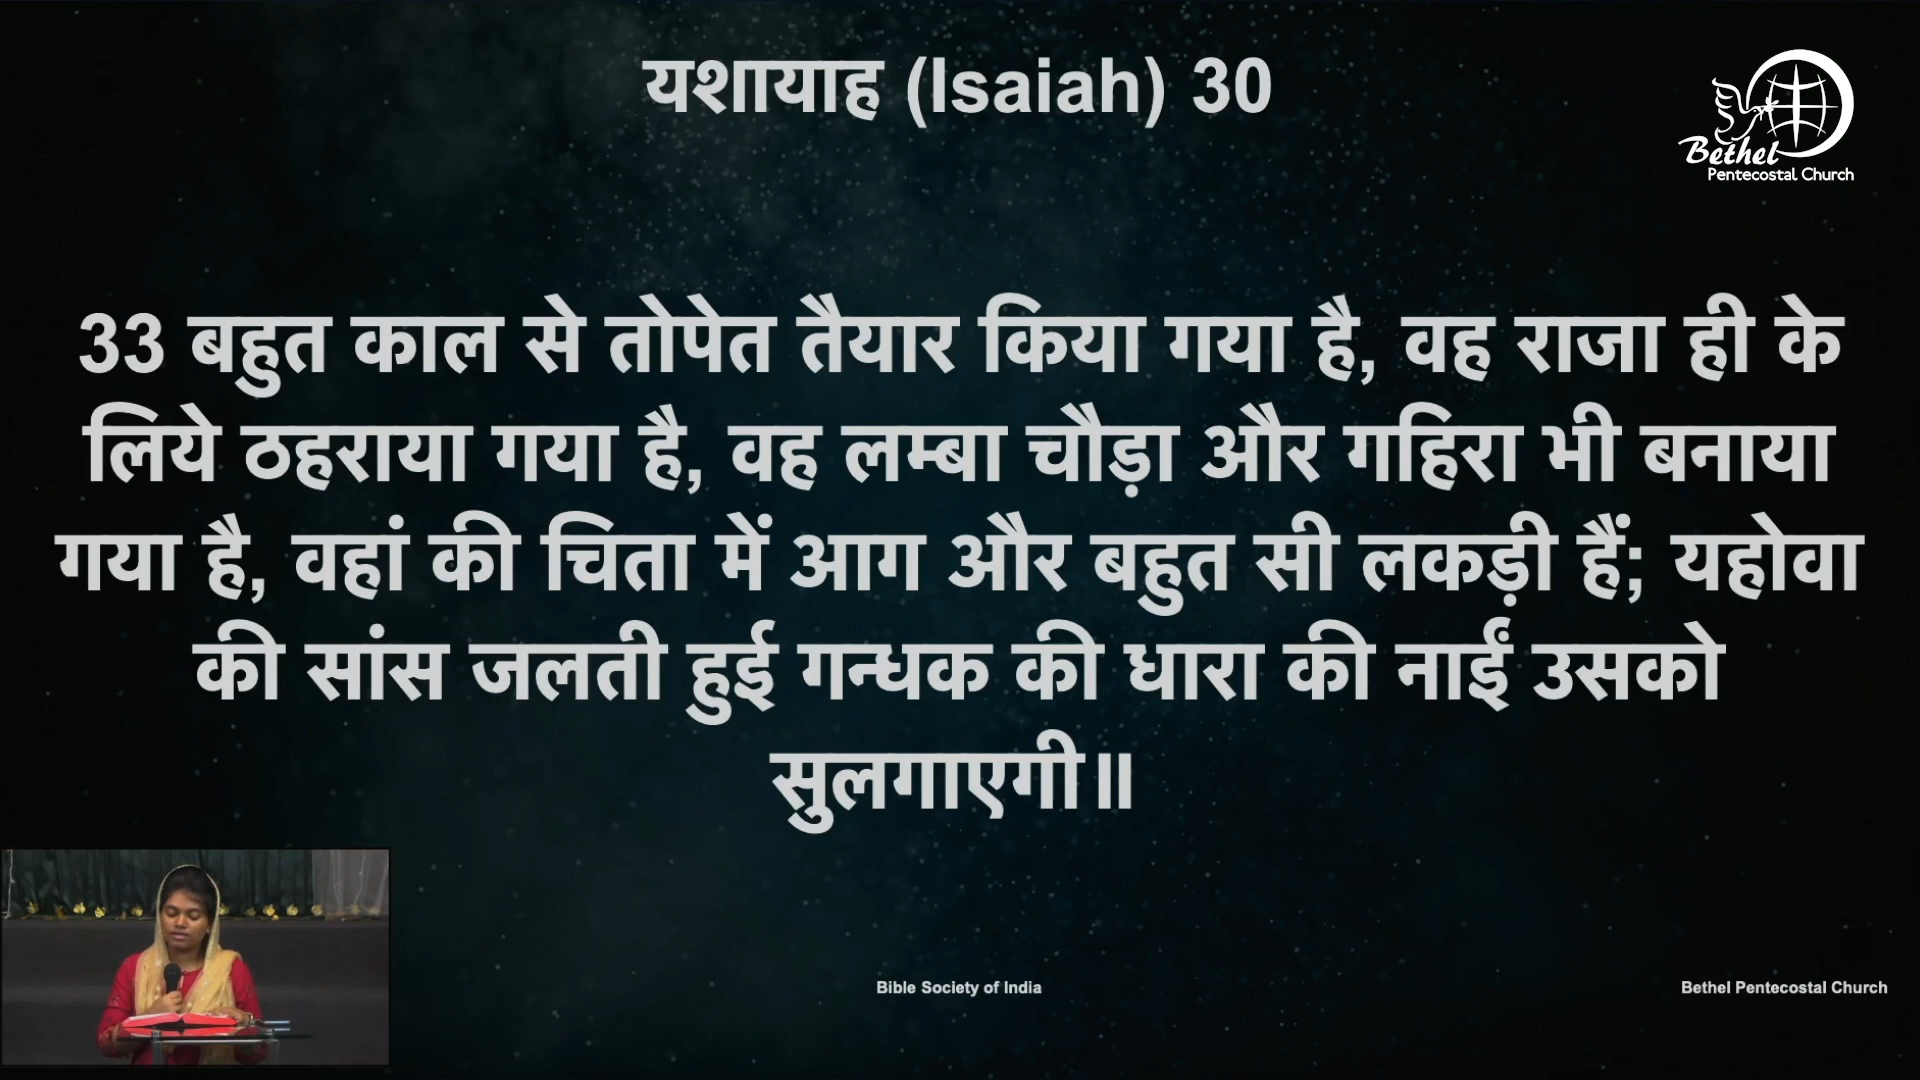 यशायाह (Isaiah) 30
Bethel
Pentecostal Church
33 बहुत काल से तोपेत तैयार किया गया है, वह राजा ही के
लिये ठहराया गया है, वह लम्बा चौड़ा और गहिरा भी बनाया
गया है, वहां की चिता में आग और बहुत सी लकड़ी हैं; यहोवा
की सांस जलती हुई गन्धक की धारा की नाईं उसको
सुलगाएगी॥
Bible Society of India
Bethel Pentecostal Church